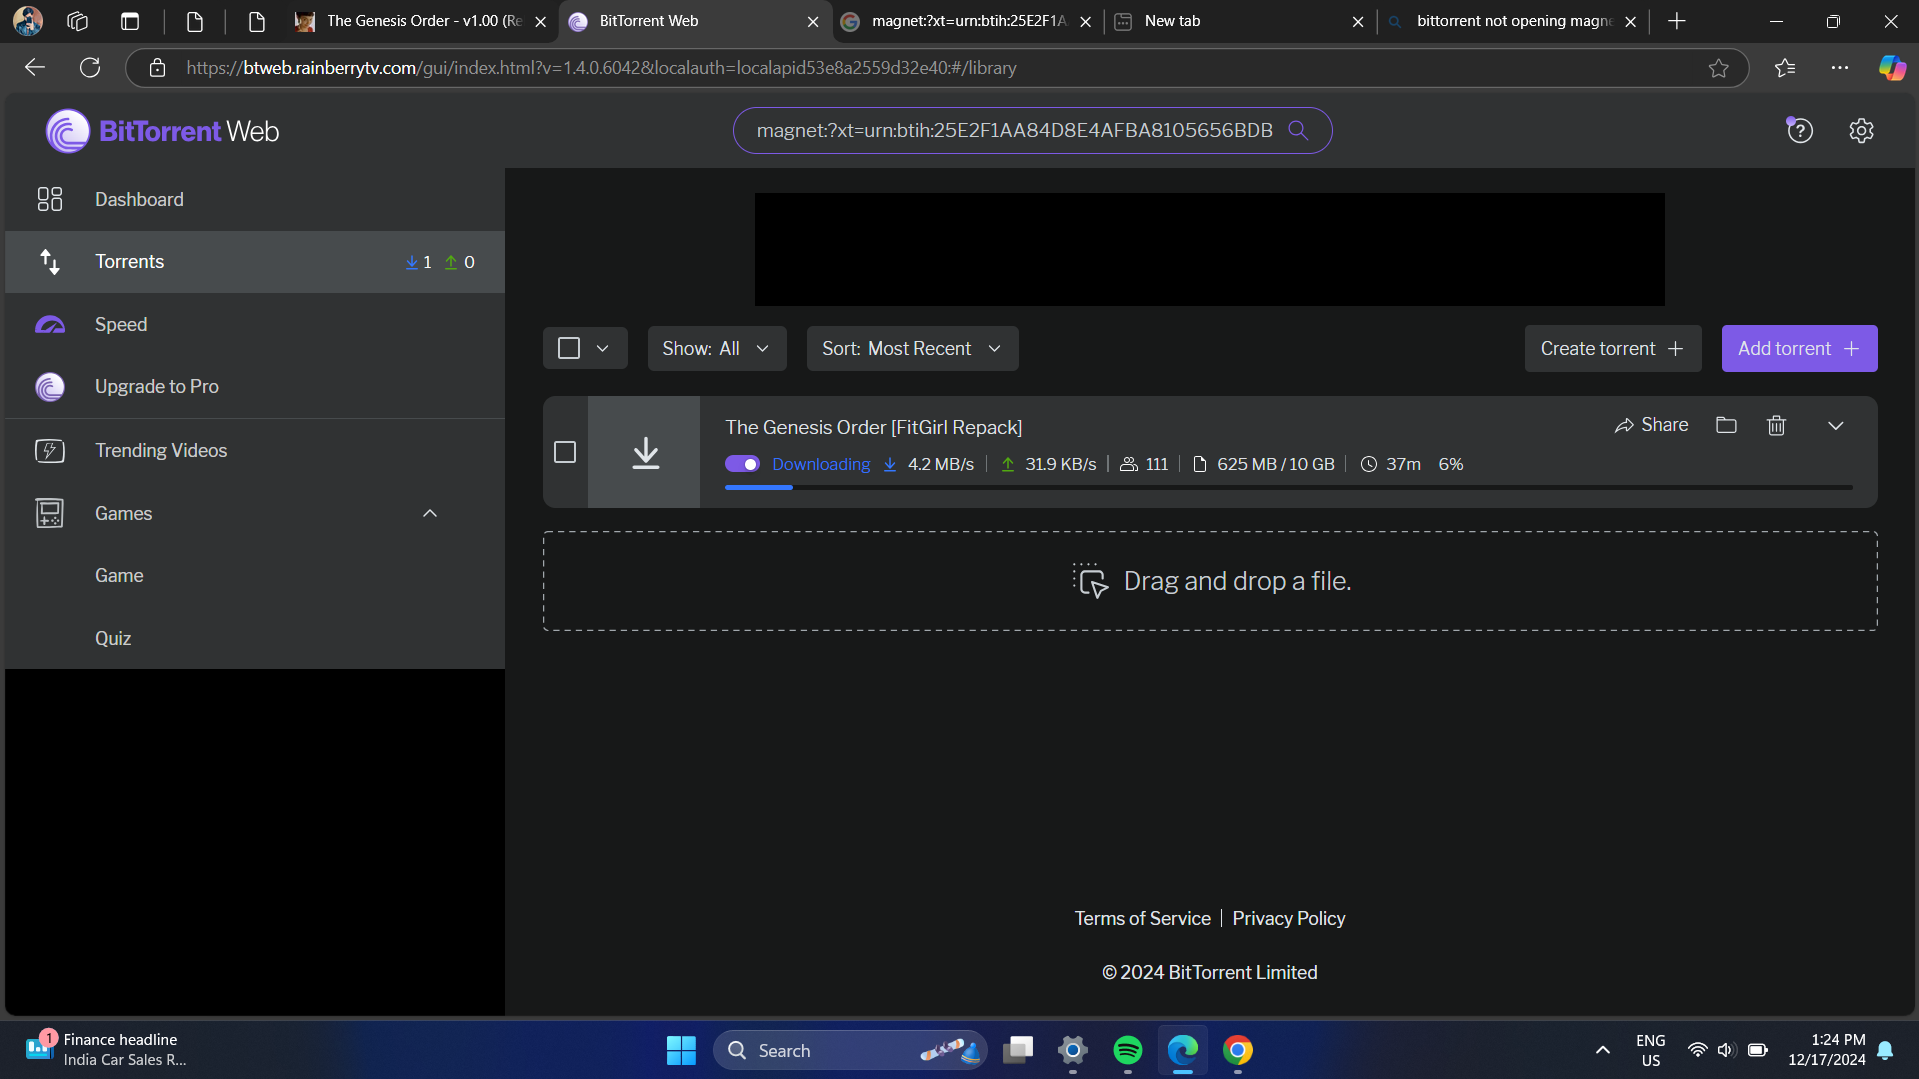 The Genesis Order - v1.00 (Re
BitTorrent Web
magnet:?xt=urn:btih:25E2F1A
New tab
bittorrent not opening magne
https://btweb.rainberrytv.com/gui/index.html?v=1.4.0.6042&localauth=localapid53e8a2559d32e40:#/library
BitTorrent Web
magnet:?xt=urn:btih:25E2F1AA84D8E4AFBA8105656BDB
Dashboard
Torrents 1 0
Speed
Upgrade to Pro
Trending Videos
Games
Game
Quiz
Show: All
Sort: Most Recent
Create torrent
Add torrent
The Genesis Order [FitGirl Repack]
Share
Downloading 4.2 MB/s 31.9 KB/s 111 625 MB / 10 GB 37m 6%
Drag and drop a file.
Terms of Service | Privacy Policy
© 2024 BitTorrent Limited
1
Finance headline
India Car Sales R...
Search
ENG
US
1:24 PM
12/17/2024